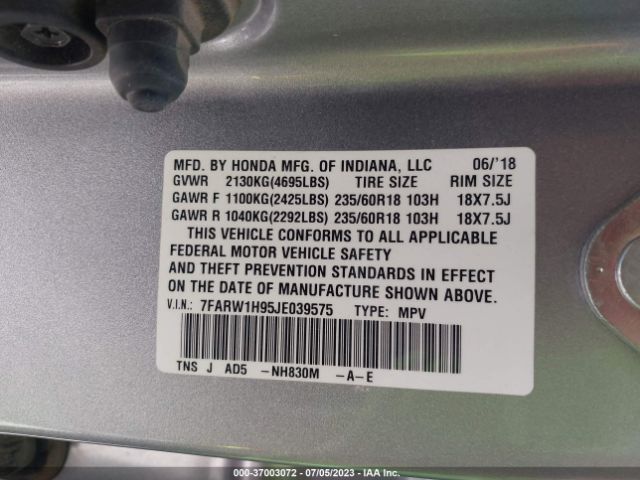 MFD. BY HONDA MFG. OF INDIANA, LLC 06/'18
GVWR 2130KG(4695LBS) TIRE SIZE RIM SIZE
GAWR F 1100KG(2425LBS) 235/60R18 103H 18X7.5J
GAWR R 1040KG(2292LBS) 235/60R18 103H 18X7.5J
THIS VEHICLE CONFORMS TO ALL APPLICABLE
FEDERAL MOTOR VEHICLE SAFETY
AND THEFT PREVENTION STANDARDS IN EFFECT
ON THE DATE OF MANUFACTURE SHOWN ABOVE.
V.I.N.: 7FARW1H95JE039575 TYPE: MPV
TNS J AD5 -NH830M -A-E
@ 000-37003072 / 07/05/2023 / IAA Inc.